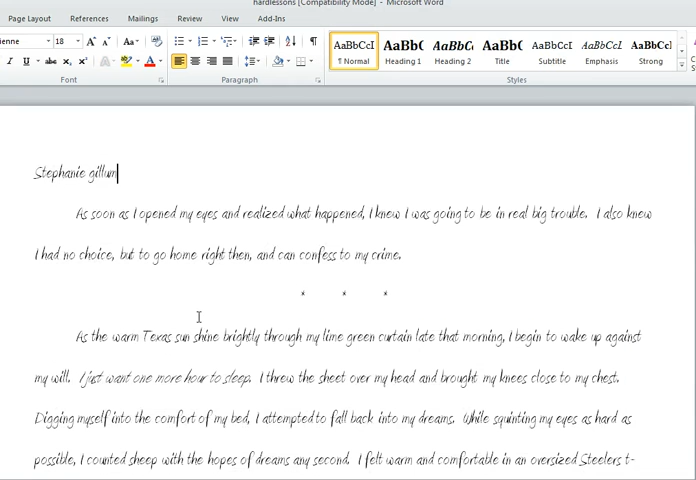 hardlessons [Compatibility Mode] - Microsoft Word
Page Layout References Mailings Review View Add-Ins
ienne 18 A A Aa
I U abc x₂ x² A ab A
Font Paragraph Styles
AaBbCcI AaBb( AaBbC AaBb( AaBbCcI AaBbCcI AaBbCcI
¶ Normal Heading 1 Heading 2 Title Subtitle Emphasis Strong
Stephanie gillum
As soon as I opened my eyes and realized what happened, I knew I was going to be in real big trouble. I also knew
I had no choice, but to go home right then, and can confess to my crime.
* * *
As the warm Texas sun shine brightly through my lime green curtain late that morning, I begin to wake up against
my will. I just want one more hour to sleep. I threw the sheet over my head and brought my knees close to my chest.
Digging myself into the comfort of my bed, I attempted to fall back into my dreams. While squinting my eyes as hard as
possible, I counted sheep with the hopes of dreams any second. I felt warm and comfortable in an oversized Steelers t-